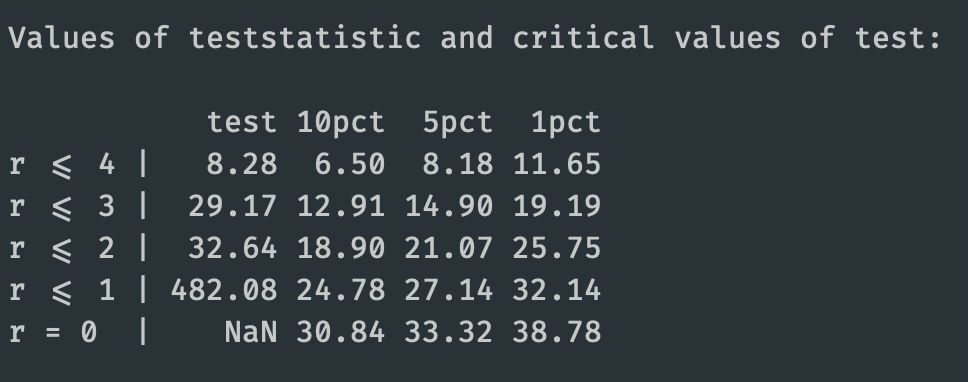 Values of teststatistic and critical values of test:
test 10pct 5pct 1pct
r ⩽ 4 | 8.28 6.50 8.18 11.65
r ⩽ 3 | 29.17 12.91 14.90 19.19
r ⩽ 2 | 32.64 18.90 21.07 25.75
r ⩽ 1 | 482.08 24.78 27.14 32.14
r = 0 | NaN 30.84 33.32 38.78